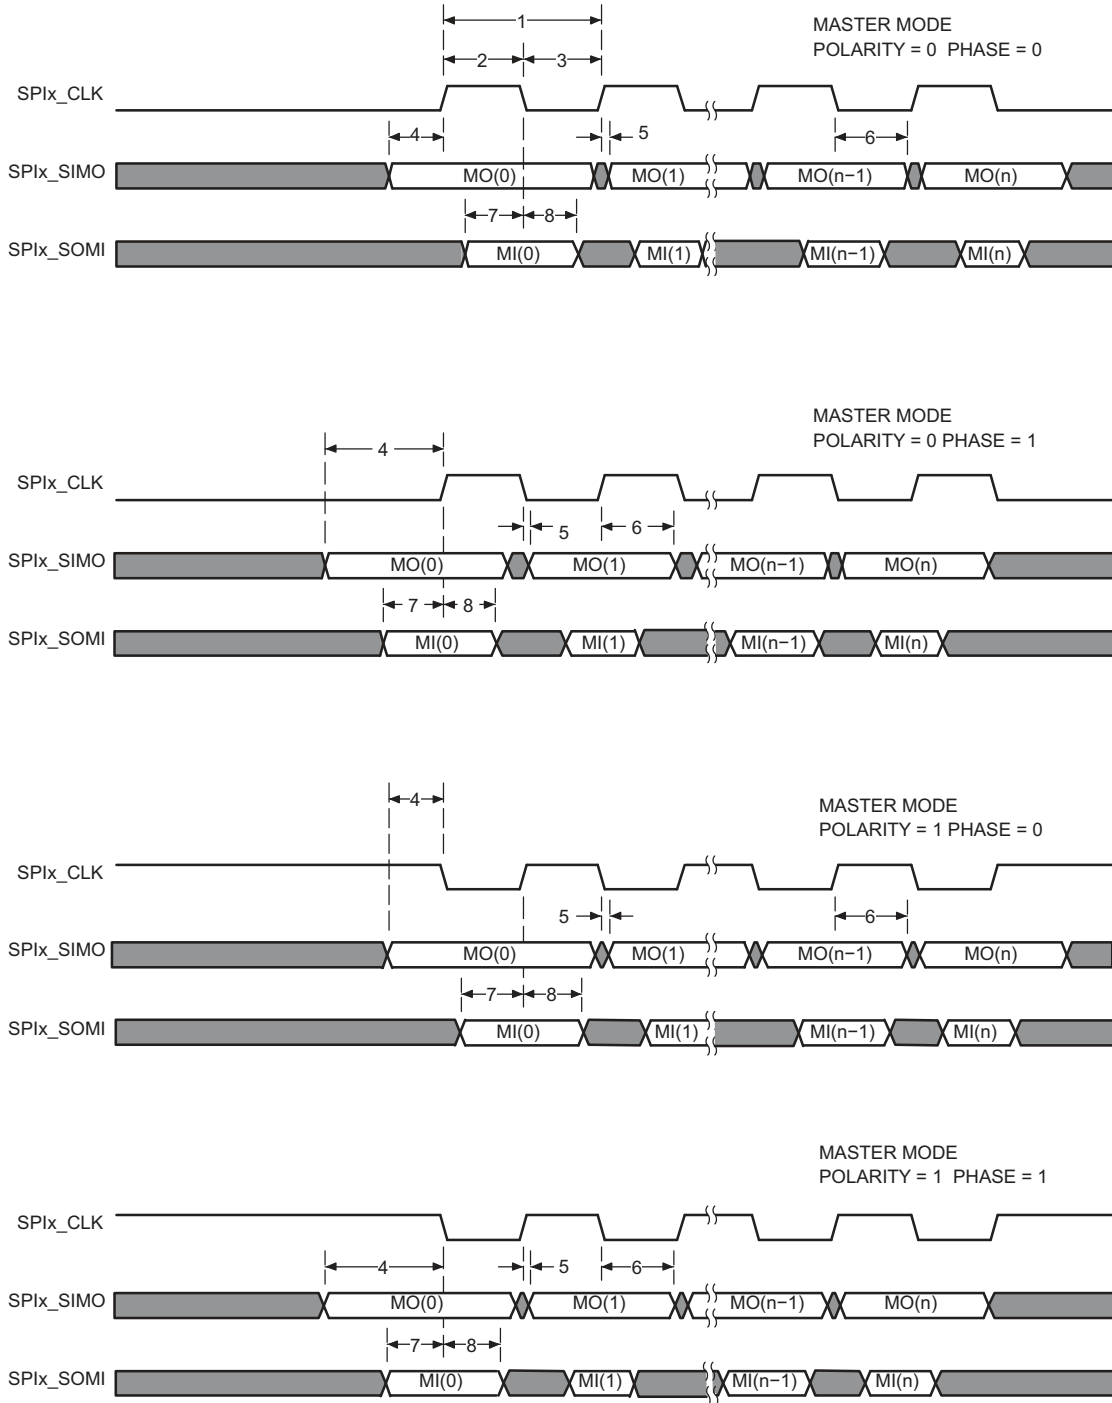 1
MASTER MODE
POLARITY = 0 PHASE = 0
2 3
SPIx_CLK
4 5 6
SPIx_SIMO MO(0) MO(1) MO(n−1) MO(n)
7 8
SPIx_SOMI MI(0) MI(1) MI(n−1) MI(n)
MASTER MODE
POLARITY = 0 PHASE = 1
4
SPIx_CLK
5 6
SPIx_SIMO MO(0) MO(1) MO(n−1) MO(n)
7 8
SPIx_SOMI MI(0) MI(1) MI(n−1) MI(n)
4
MASTER MODE
POLARITY = 1 PHASE = 0
SPIx_CLK
5 6
SPIx_SIMO MO(0) MO(1) MO(n−1) MO(n)
7 8
SPIx_SOMI MI(0) MI(1) MI(n−1) MI(n)
MASTER MODE
POLARITY = 1 PHASE = 1
SPIx_CLK
4 5 6
SPIx_SIMO MO(0) MO(1) MO(n−1) MO(n)
7 8
SPIx_SOMI MI(0) MI(1) MI(n−1) MI(n)